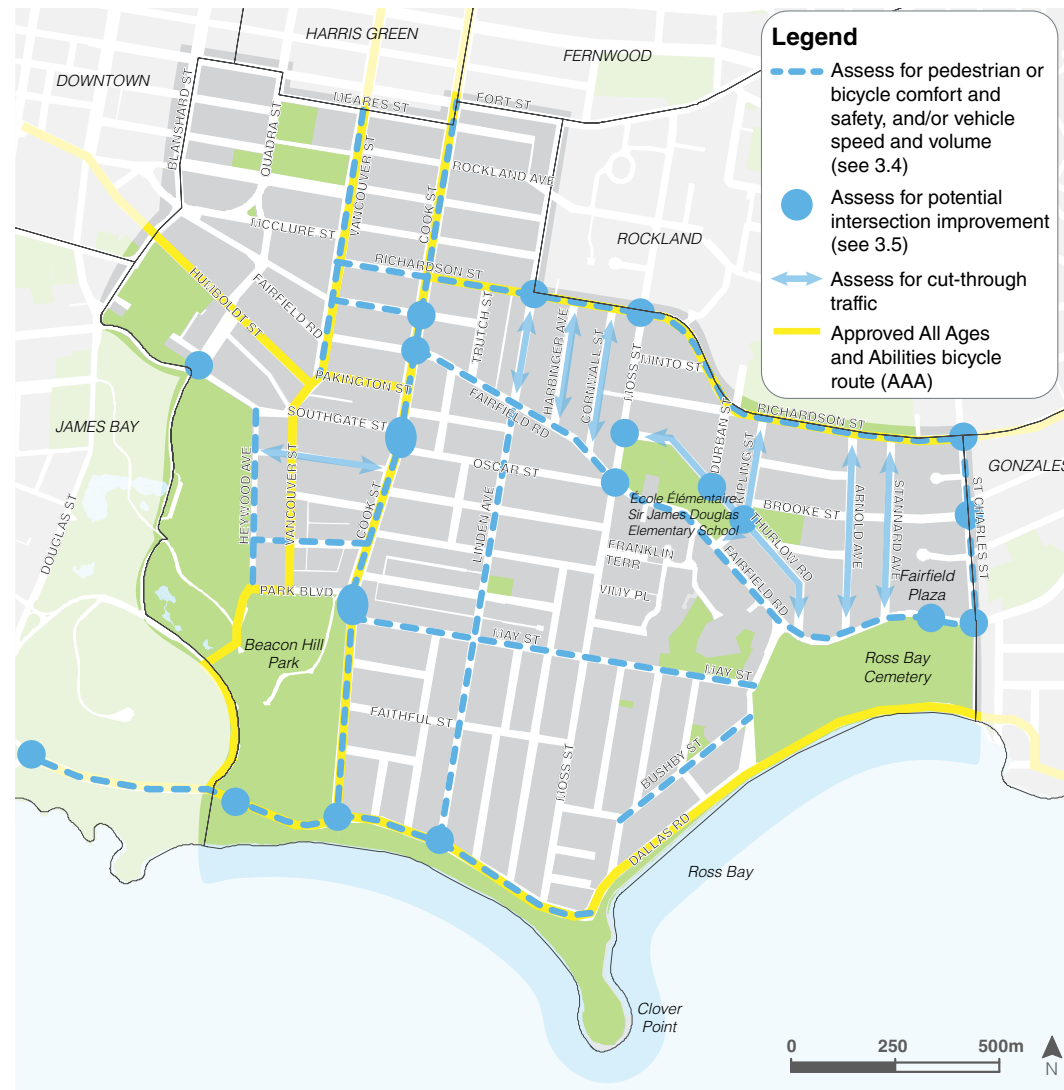 HARRIS GREEN
FERNWOOD
DOWNTOWN
Legend
Assess for pedestrian or
bicycle comfort and
safety, and/or vehicle
speed and volume
(see 3.4)
Assess for potential
intersection improvement
(see 3.5)
Assess for cut-through
traffic
Approved All Ages
and Abilities bicycle
route (AAA)
BLANSHARD ST
QUADRA ST
MEARES ST
FORT ST
VANCOUVER ST
COOK ST
ROCKLAND AVE
MCCLURE ST
ROCKLAND
RICHARDSON ST
HUMBOLDT ST
FAIRFIELD RD
TRUTCH ST
HARBINGER AVE
CORNWALL ST
MOSS ST
MINTO ST
PAKINGTON ST
FAIRFIELD RD
RICHARDSON ST
SOUTHGATE ST
JAMES BAY
DURBAN ST
KIPLING ST
GONZALES
OSCAR ST
HEYWOOD AVE
VANCOUVER ST
COOK ST
LINDEN AVE
École Élémentaire
Sir James Douglas
Elementary School
BROOKE ST
ARNOLD AVE
STANNARD AVE
ST CHARLES ST
DOUGLAS ST
FRANKLIN
TERR
THURLOW RD
FAIRFIELD RD
VIMY PL
Fairfield
Plaza
PARK BLVD
Beacon Hill
Park
MAY ST
MAY ST
Ross Bay
Cemetery
FAITHFUL ST
MOSS ST
BUSHBY ST
DALLAS RD
Ross Bay
Clover
Point
0 250 500m
N